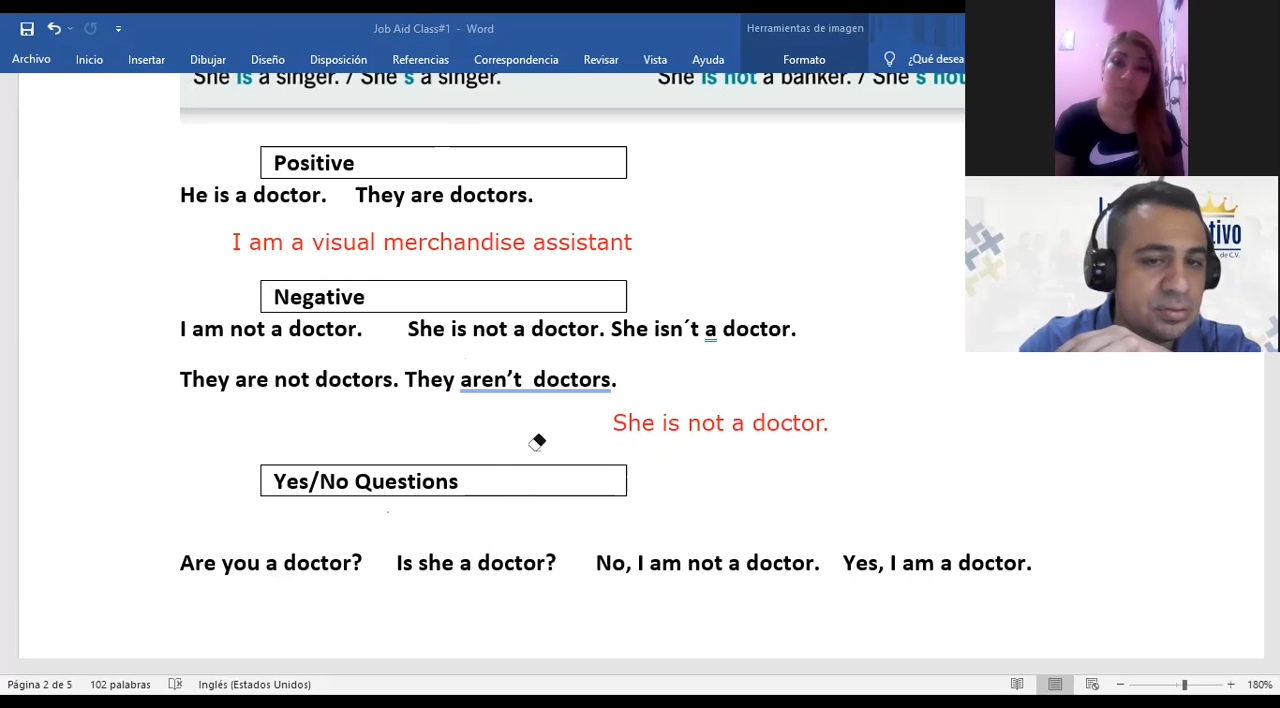 Job Aid Class#1 - Word
Herramientas de imagen
Archivo Inicio Insertar Dibujar Diseño Disposición Referencias Correspondencia Revisar Vista Ayuda Formato ¿Qué desea
She is a singer. / She's a singer. She is not a banker. / She's not
Positive
He is a doctor. They are doctors.
I am a visual merchandise assistant
Negative
I am not a doctor. She is not a doctor. She isn´t a doctor.
They are not doctors. They aren't doctors.
She is not a doctor.
Yes/No Questions
Are you a doctor? Is she a doctor? No, I am not a doctor. Yes, I am a doctor.
Página 2 de 5 102 palabras Inglés (Estados Unidos) 180%
tivo
de C.V.